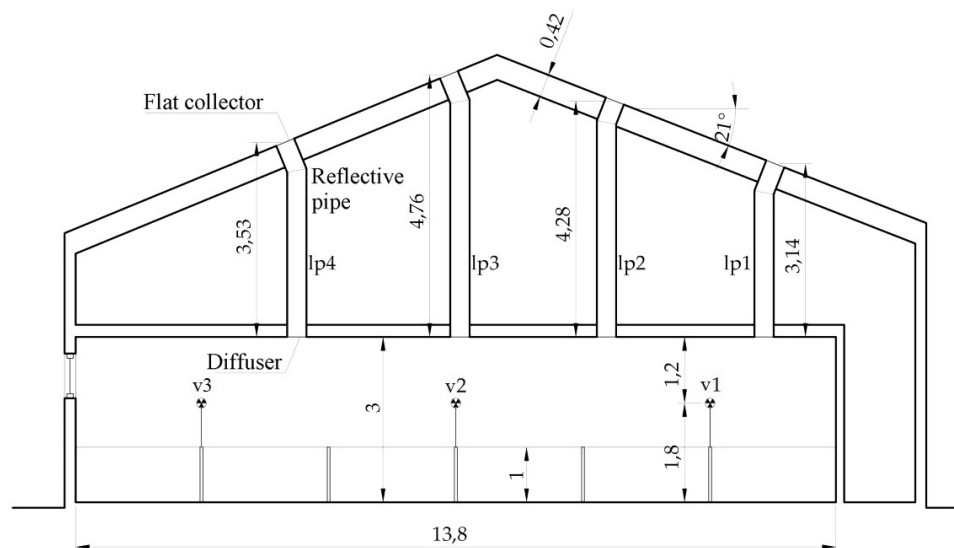 0,42
Flat collector
21°
Reflective
pipe
3,53
4,76
4,28
3,14
lp4
lp3
lp2
lp1
Diffuser
v3
v2
v1
3
1,2
1,8
1
13,8